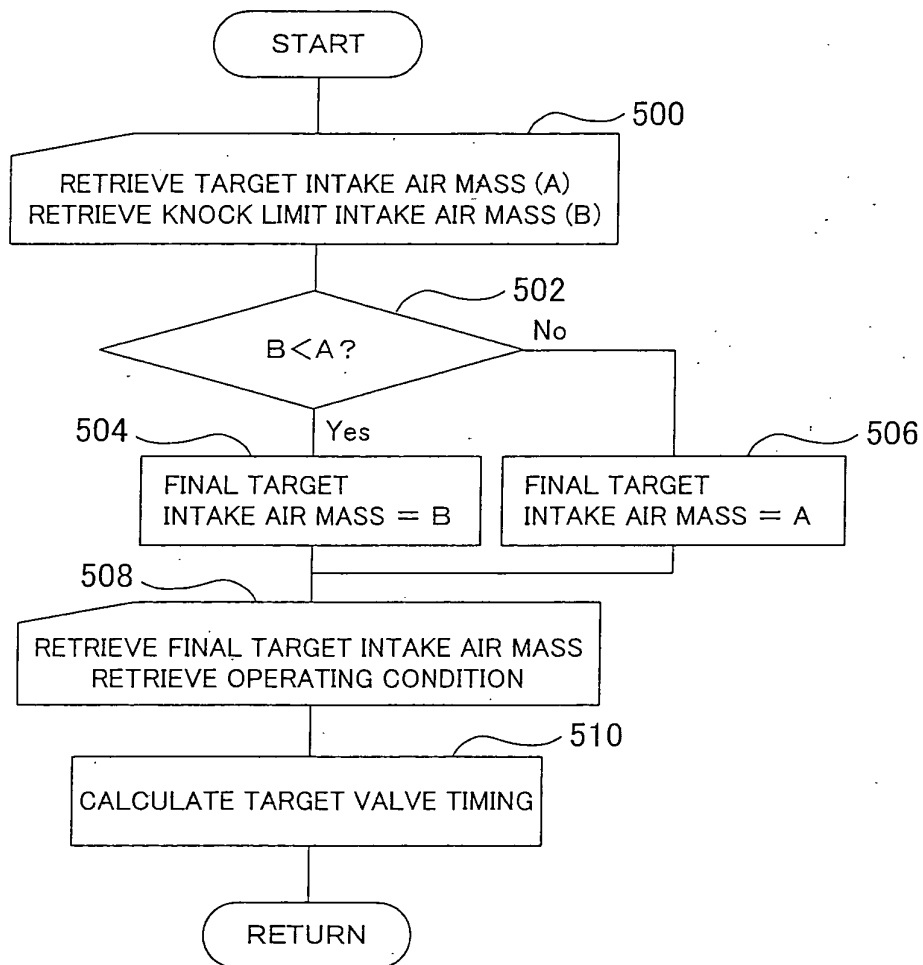 START
500
RETRIEVE TARGET INTAKE AIR MASS (A)
RETRIEVE KNOCK LIMIT INTAKE AIR MASS (B)
502
B<A?
No
Yes
504
FINAL TARGET
INTAKE AIR MASS = B
506
FINAL TARGET
INTAKE AIR MASS = A
508
RETRIEVE FINAL TARGET INTAKE AIR MASS
RETRIEVE OPERATING CONDITION
510
CALCULATE TARGET VALVE TIMING
RETURN